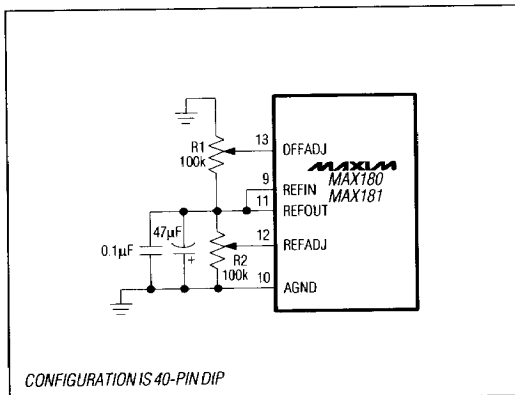 R1
100k
13
OFFADJ
MAXIM
MAX180
MAX181
9
REFIN
11
REFOUT
47µF
+
0.1µF
12
REFADJ
R2
100k
10
AGND
CONFIGURATION IS 40-PIN DIP